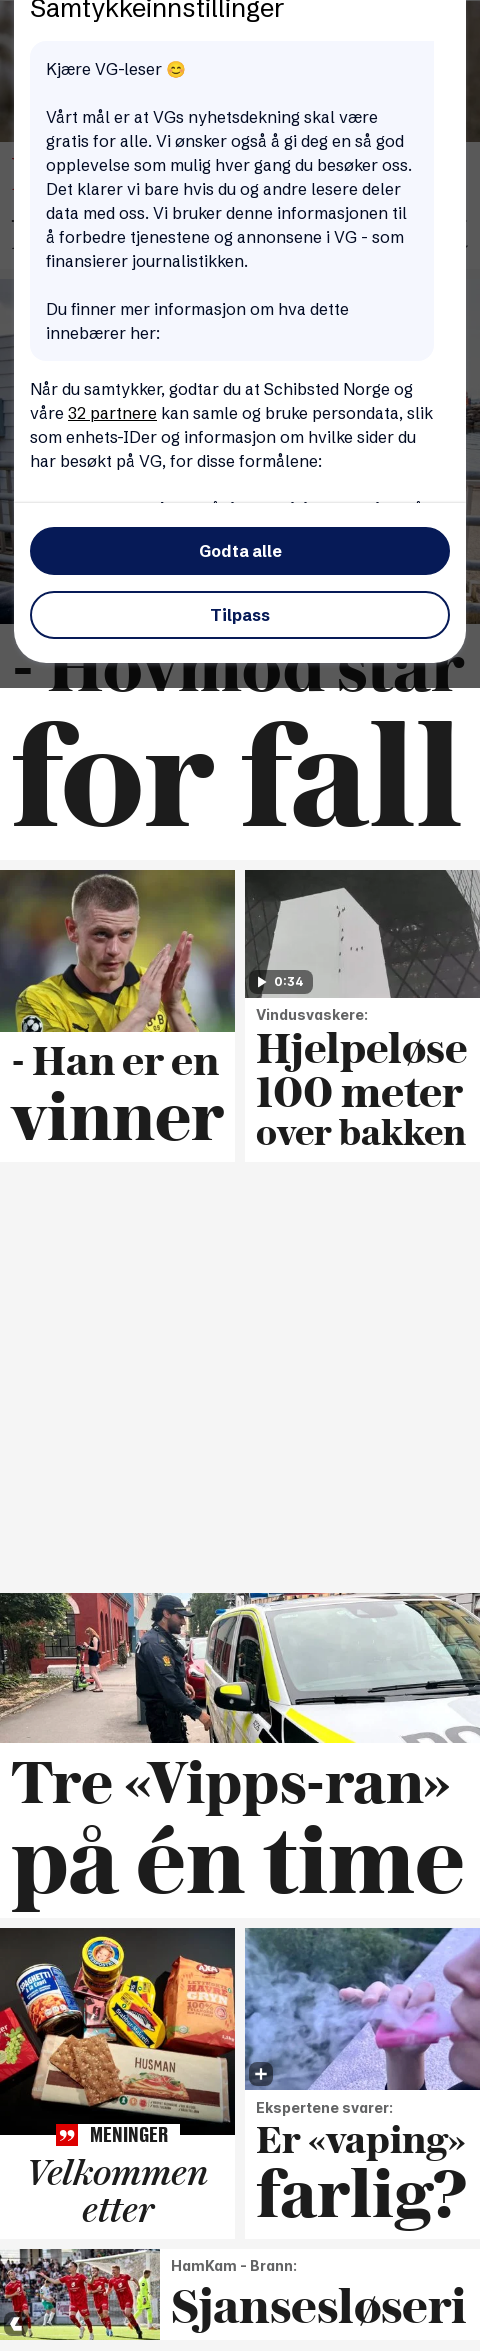 Samtykkeinnstillinger
Kjære VG-leser 😊
Vårt mål er at VGs nyhetsdekning skal være
gratis for alle. Vi ønsker også å gi deg en så god
opplevelse som mulig hver gang du besøker oss.
Det klarer vi bare hvis du og andre lesere deler
data med oss. Vi bruker denne informasjonen til
å forbedre tjenestene og annonsene i VG - som
finansierer journalistikken.
Du finner mer informasjon om hva dette
innebærer her:
Når du samtykker, godtar du at Schibsted Norge og
våre 32 partnere kan samle og bruke persondata, slik
som enhets-IDer og informasjon om hvilke sider du
har besøkt på VG, for disse formålene:
Godta alle
Tilpass
- Hovmod står
for fall
0:34
- Han er en
vinner
Vindusvaskere:
Hjelpeløse
100 meter
over bakken
Tre «Vipps-ran»
på én time
HUSMAN
MENINGER
Velkommen
etter
Ekspertene svarer:
Er «vaping»
farlig?
HamKam - Brann:
Sjansesløseri